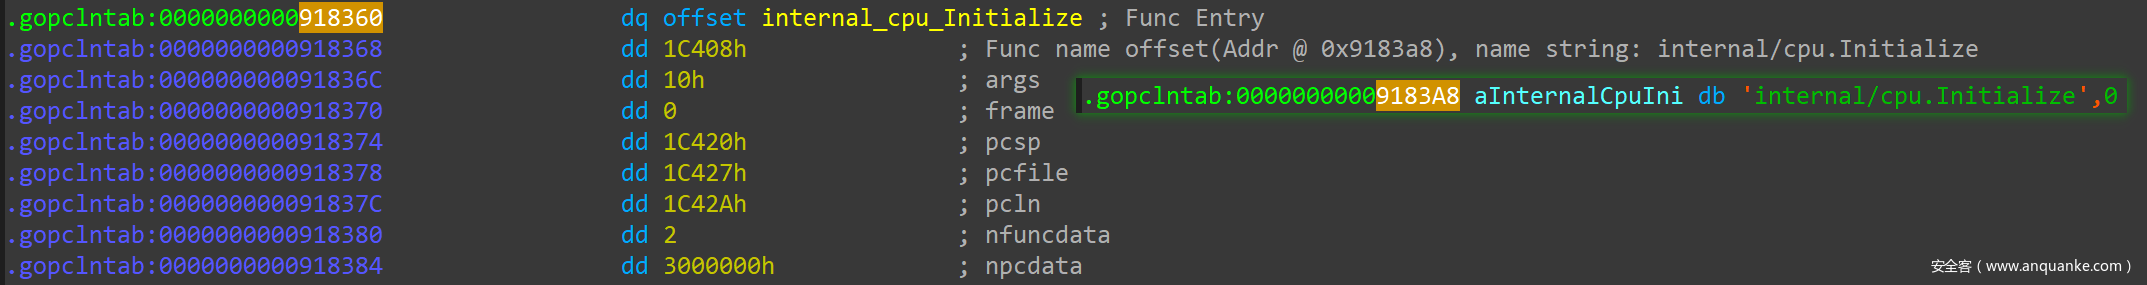 .gopclntab:0000000000918360 dq offset internal_cpu_Initialize ; Func Entry
.gopclntab:0000000000918368 dd 1C408h ; Func name offset(Addr @ 0x9183a8), name string: internal/cpu.Initialize
.gopclntab:000000000091836C dd 10h ; args
.gopclntab:00000000009183A8 aInternalCpuIni db 'internal/cpu.Initialize',0
.gopclntab:0000000000918370 dd 0 ; frame
.gopclntab:0000000000918374 dd 1C420h ; pcsp
.gopclntab:0000000000918378 dd 1C427h ; pcfile
.gopclntab:000000000091837C dd 1C42Ah ; pcln
.gopclntab:0000000000918380 dd 2 ; nfuncdata
.gopclntab:0000000000918384 dd 3000000h ; npcdata
安全客（www.anquanke.com）